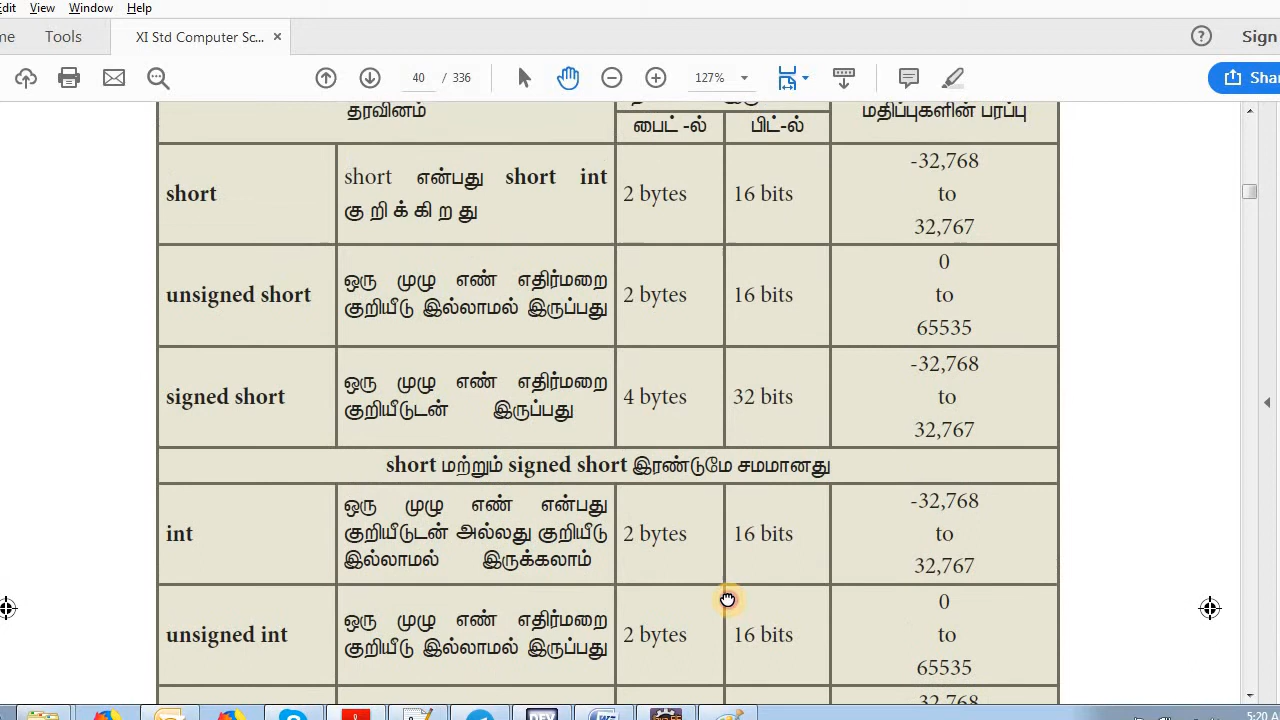 Edit View Window Help
Tools XI Std Computer Sc... × Sign
40 / 336 127% Shar
தரவினம் மதிப்புகளின் பரப்பு
பைட் -ல் பிட்-ல்
short
short என்பது short int
குறிக்கிறது
2 bytes 16 bits
-32,768
to
32,767
unsigned short
ஒரு முழு எண் எதிர்மறை
குறியீடு இல்லாமல் இருப்பது
2 bytes 16 bits
0
to
65535
signed short
ஒரு முழு எண் எதிர்மறை
குறியீடுடன் இருப்பது
4 bytes 32 bits
-32,768
to
32,767
short மற்றும் signed short இரண்டுமே சமமானது
int
ஒரு முழு எண் என்பது
குறியீடுடன் அல்லது குறியீடு
இல்லாமல் இருக்கலாம்
2 bytes 16 bits
-32,768
to
32,767
unsigned int
ஒரு முழு எண் எதிர்மறை
குறியீடு இல்லாமல் இருப்பது
2 bytes 16 bits
0
to
65535
-32,768
DEV
5:20 A